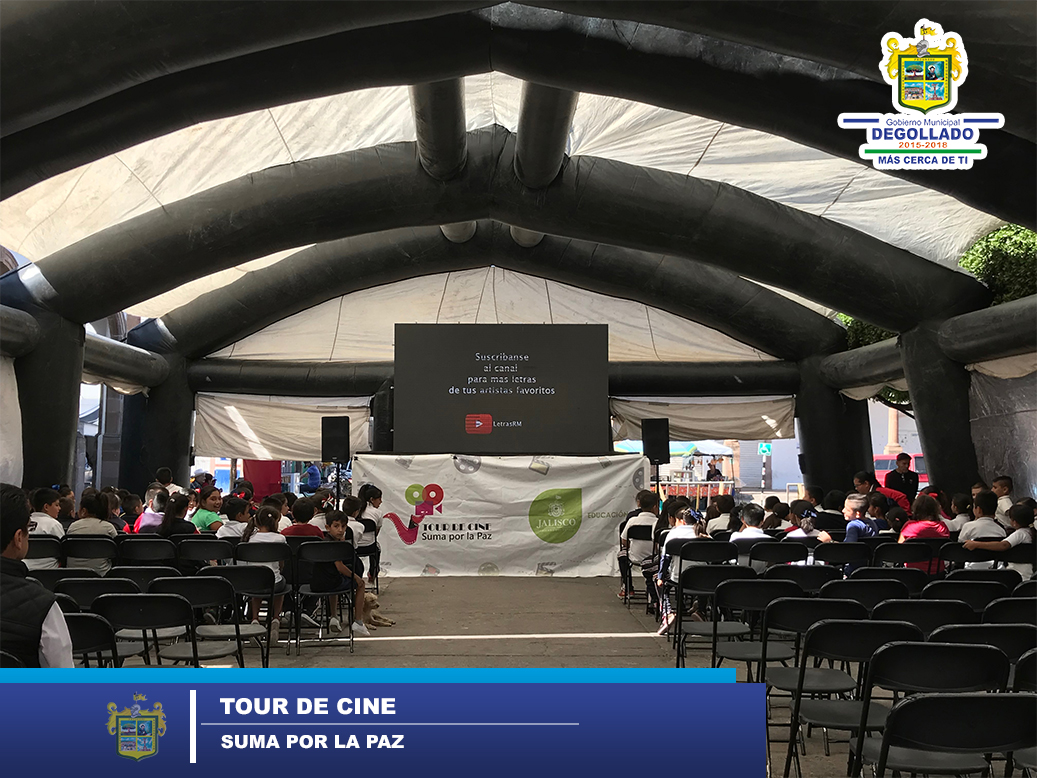 Gobierno Municipal
DEGOLLADO
2015-2018
MÁS CERCA DE TI
Suscribanse
al canal
para mas letras
de tus artistas favoritos
LetrasRM
TOUR DE CINE
Suma por la Paz
JALISCO
EDUCACIÓN
TOUR DE CINE
SUMA POR LA PAZ